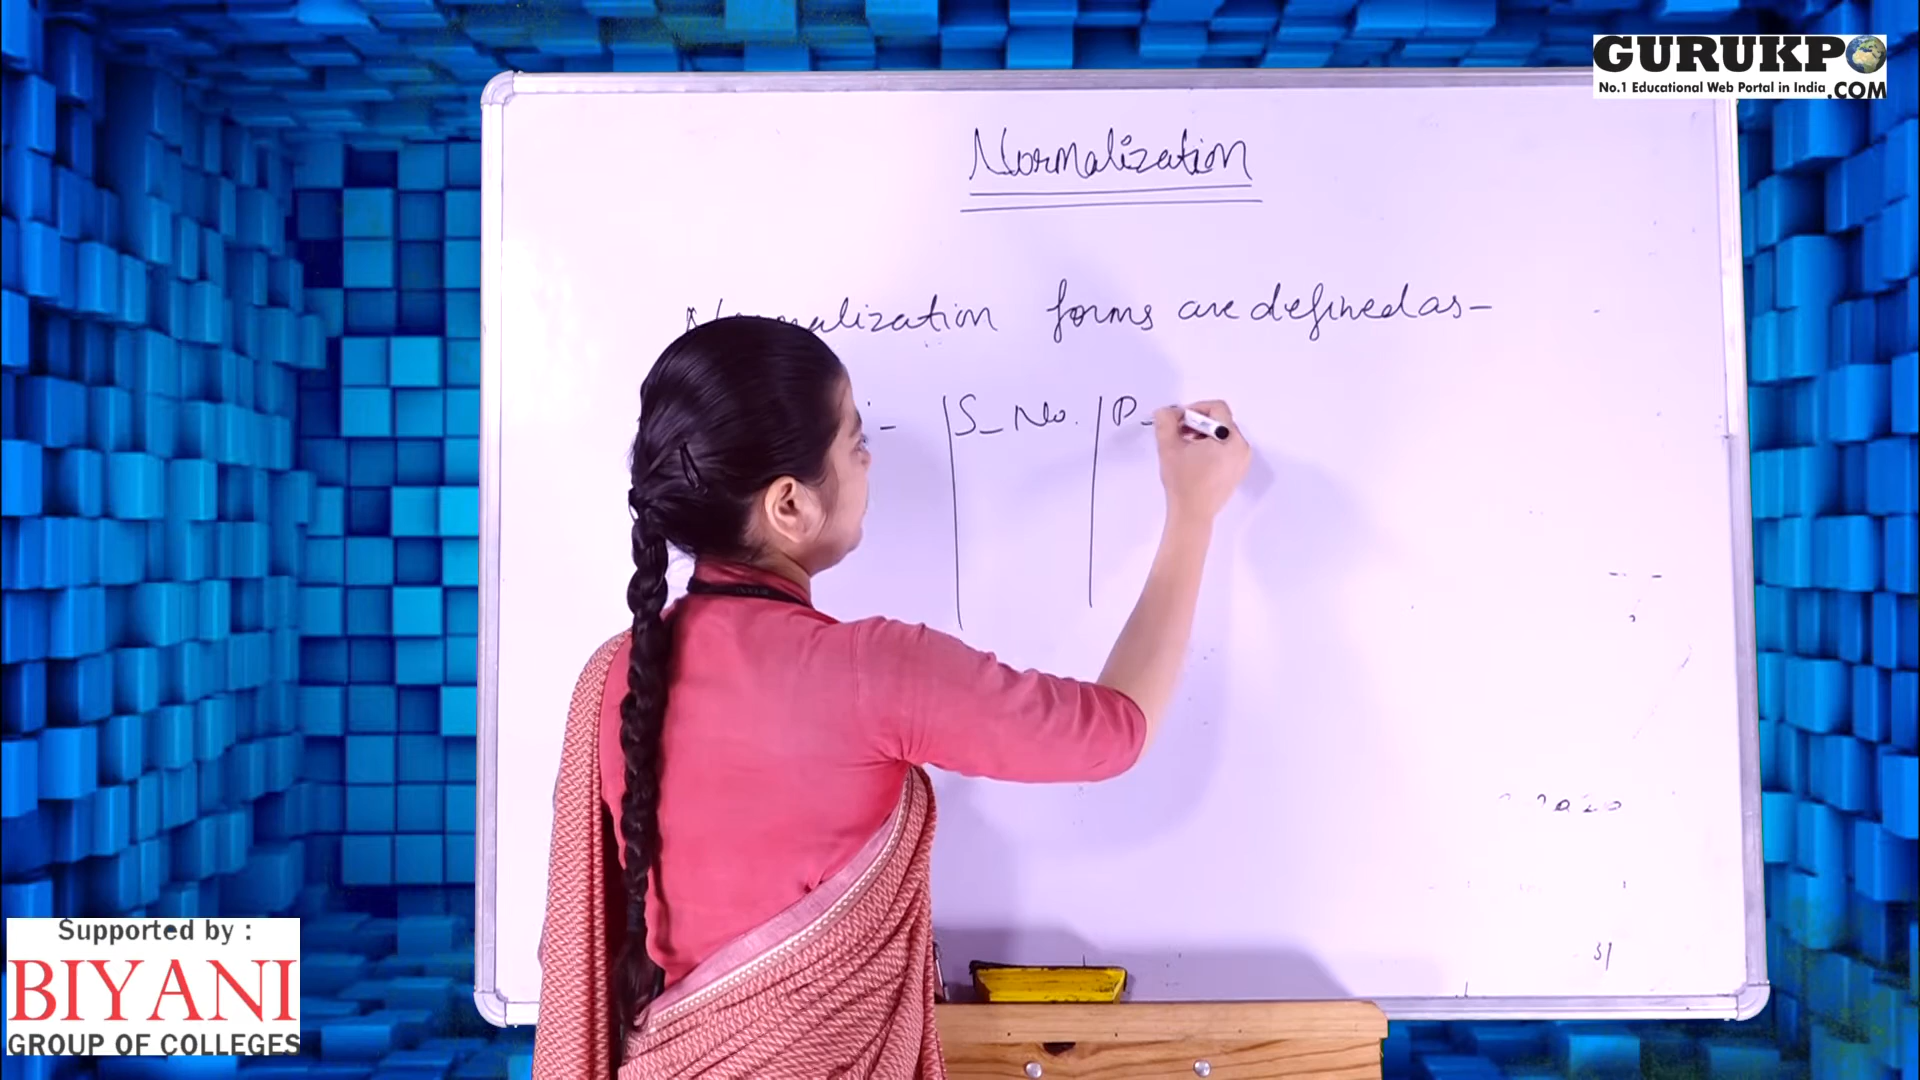 GURUKPO
No.1 Educational Web Portal in India .COM
Normalization
Normalization forms are defined as -
S_No. P_
Supported by :
BIYANI
GROUP OF COLLEGES